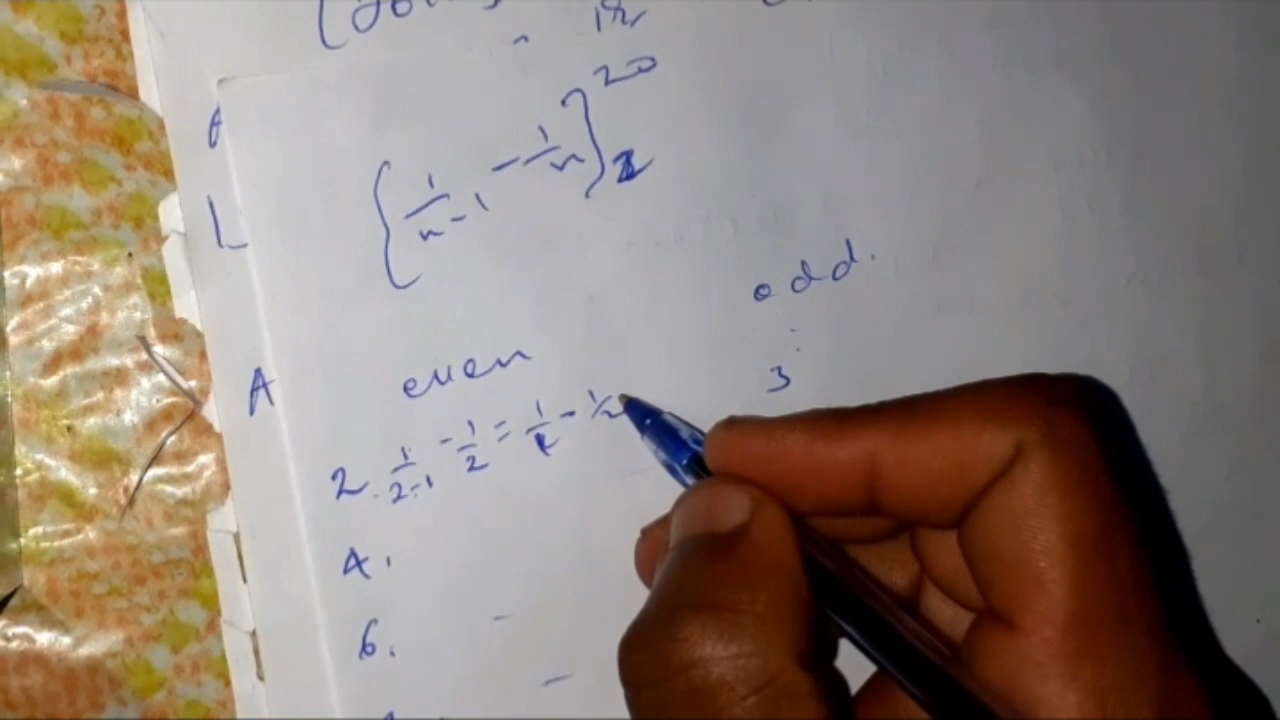 [1/n-1 - 1/n]
20
2
odd.
even
3
A
2. 1/2-1 - 1/2 = 1/1 - 1/2
4.
6.